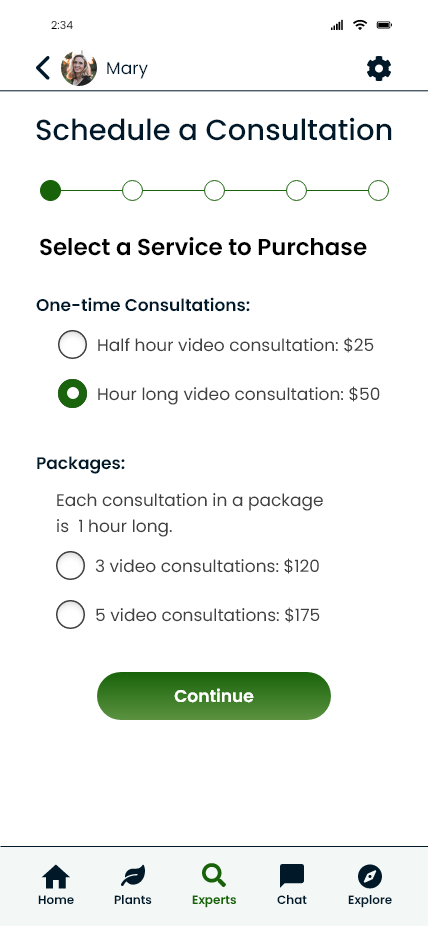 2:34
Mary
Schedule a Consultation
Select a Service to Purchase
One-time Consultations:
Half hour video consultation: $25
Hour long video consultation: $50
Packages:
Each consultation in a package
is 1 hour long.
3 video consultations: $120
5 video consultations: $175
Continue
Home Plants Experts Chat Explore